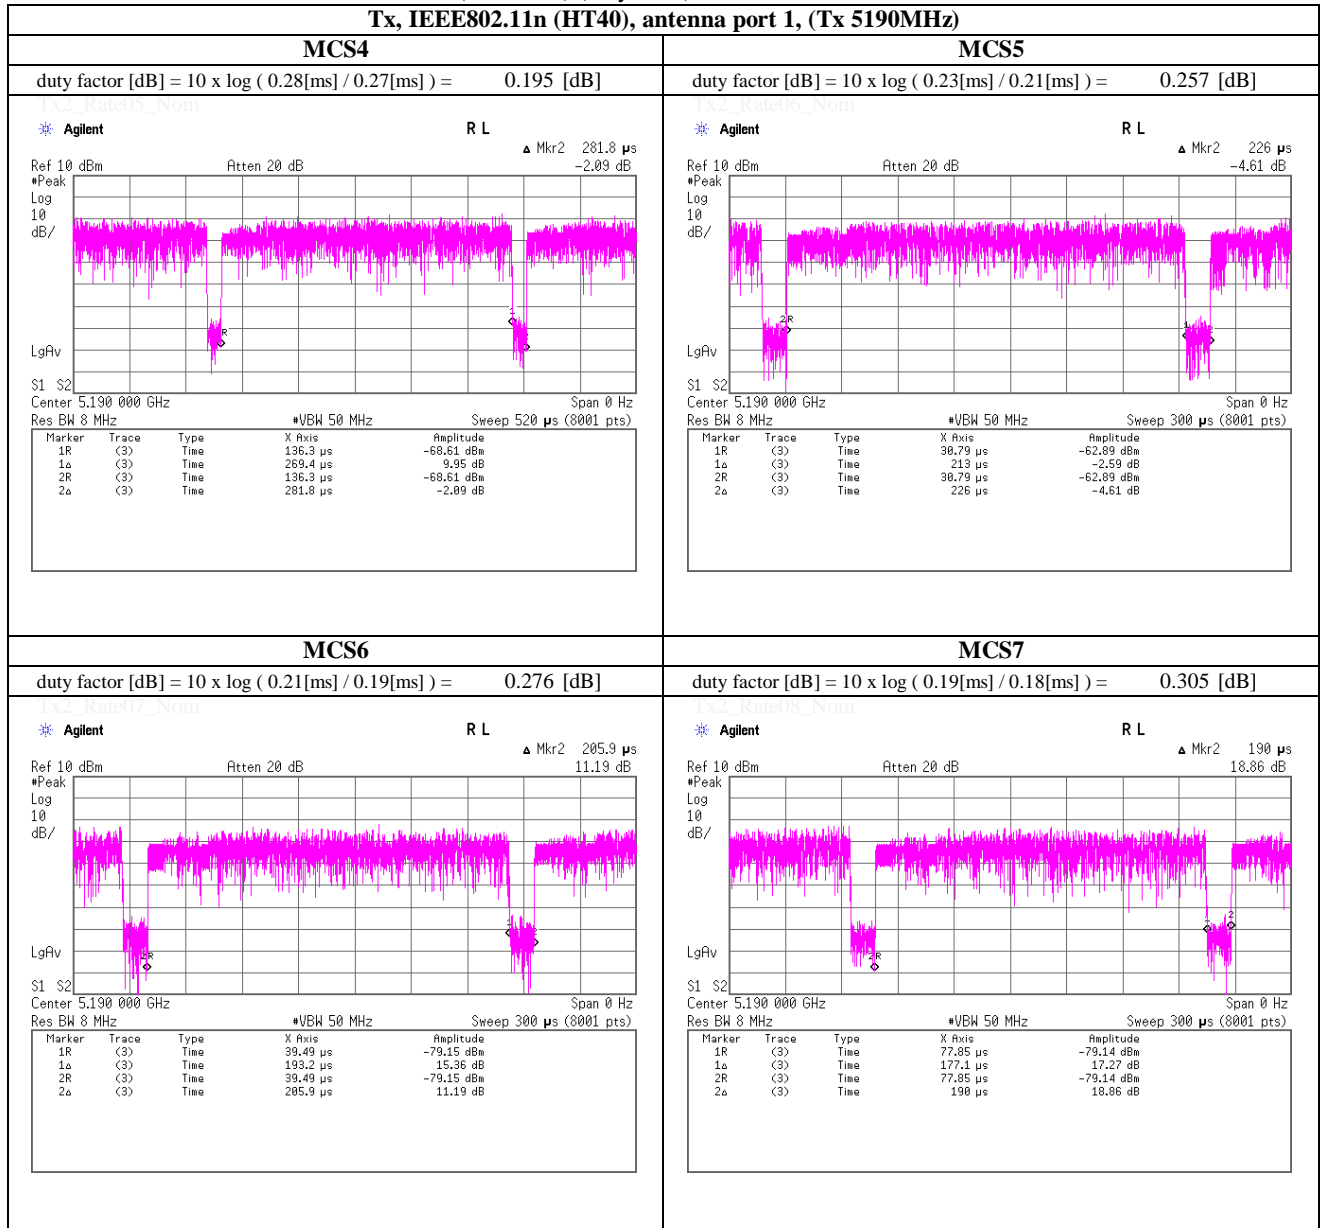 Tx, IEEE802.11n (HT40), antenna port 1, (Tx 5190MHz)
MCS4
duty factor [dB] = 10 x log ( 0.28[ms] / 0.27[ms] ) = 0.195 [dB]
Tx2_Rate05_Nom
Agilent R L
Δ Mkr2 281.8 µs
Ref 10 dBm Atten 20 dB -2.09 dB
#Peak
Log
10
dB/
R
1
LgAv
S1 S2
Center 5.190 000 GHz Span 0 Hz
Res BW 8 MHz #VBW 50 MHz Sweep 520 µs (8001 pts)
Marker Trace Type X Axis Amplitude
1R (3) Time 136.3 µs -68.61 dBm
1Δ (3) Time 269.4 µs 9.95 dB
2R (3) Time 136.3 µs -68.61 dBm
2Δ (3) Time 281.8 µs -2.09 dB
MCS5
duty factor [dB] = 10 x log ( 0.23[ms] / 0.21[ms] ) = 0.257 [dB]
Tx2_Rate06_Nom
Agilent R L
Δ Mkr2 226 µs
Ref 10 dBm Atten 20 dB -4.61 dB
#Peak
Log
10
dB/
2R
1 2
LgAv
S1 S2
Center 5.190 000 GHz Span 0 Hz
Res BW 8 MHz #VBW 50 MHz Sweep 300 µs (8001 pts)
Marker Trace Type X Axis Amplitude
1R (3) Time 30.79 µs -62.89 dBm
1Δ (3) Time 213 µs -2.59 dB
2R (3) Time 30.79 µs -62.89 dBm
2Δ (3) Time 226 µs -4.61 dB
MCS6
duty factor [dB] = 10 x log ( 0.21[ms] / 0.19[ms] ) = 0.276 [dB]
Tx2_Rate07_Nom
Agilent R L
Δ Mkr2 205.9 µs
Ref 10 dBm Atten 20 dB 11.19 dB
#Peak
Log
10
dB/
1
2R
LgAv
S1 S2
Center 5.190 000 GHz Span 0 Hz
Res BW 8 MHz #VBW 50 MHz Sweep 300 µs (8001 pts)
Marker Trace Type X Axis Amplitude
1R (3) Time 39.49 µs -79.15 dBm
1Δ (3) Time 193.2 µs 15.36 dB
2R (3) Time 39.49 µs -79.15 dBm
2Δ (3) Time 205.9 µs 11.19 dB
MCS7
duty factor [dB] = 10 x log ( 0.19[ms] / 0.18[ms] ) = 0.305 [dB]
Tx2_Rate08_Nom
Agilent R L
Δ Mkr2 190 µs
Ref 10 dBm Atten 20 dB 18.86 dB
#Peak
Log
10
dB/
1 2
2R
LgAv
S1 S2
Center 5.190 000 GHz Span 0 Hz
Res BW 8 MHz #VBW 50 MHz Sweep 300 µs (8001 pts)
Marker Trace Type X Axis Amplitude
1R (3) Time 77.85 µs -79.14 dBm
1Δ (3) Time 177.1 µs 17.27 dB
2R (3) Time 77.85 µs -79.14 dBm
2Δ (3) Time 190 µs 18.86 dB